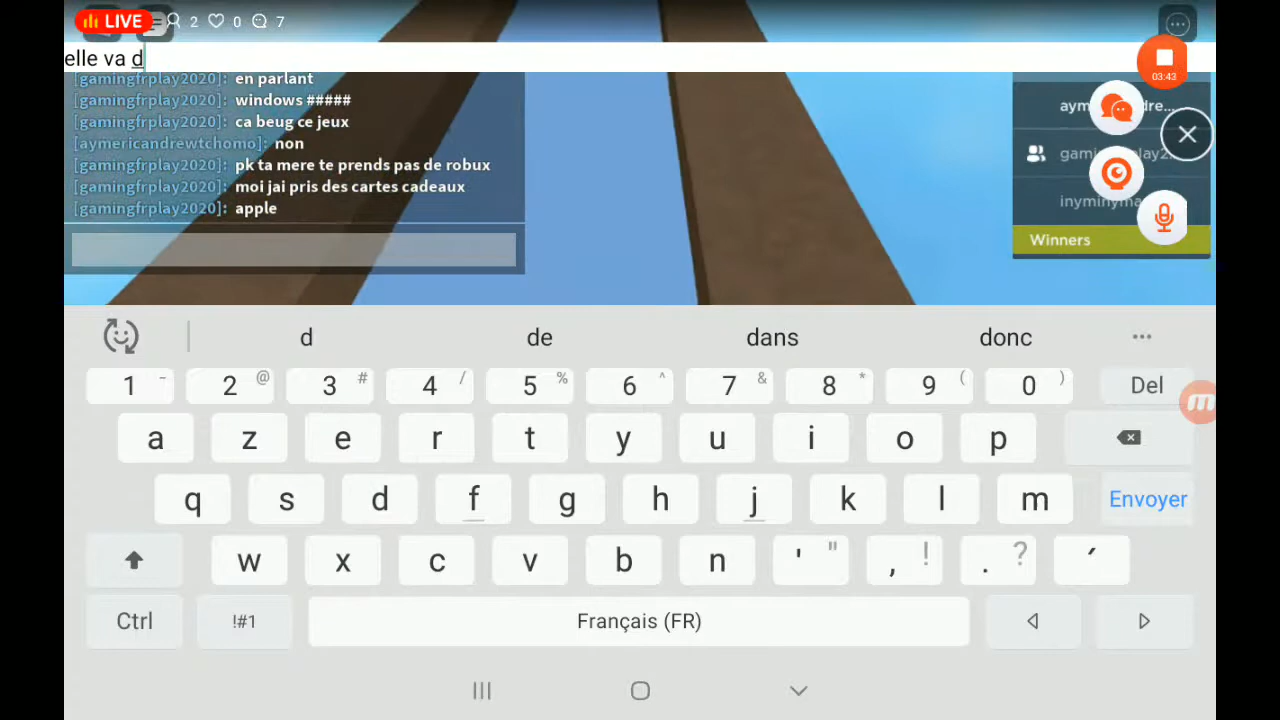 LIVE 2 0 7
elle va d
03:43
[gamingfrplay2020]: en parlant
[gamingfrplay2020]: windows #####
[gamingfrplay2020]: ca beug ce jeux
[aymericandrewtchomo]: non
[gamingfrplay2020]: pk ta mere te prends pas de robux
[gamingfrplay2020]: moi jai pris des cartes cadeaux
[gamingfrplay2020]: apple
Winners
d de dans donc ...
1 - 2 @ 3 # 4 / 5 % 6 ^ 7 & 8 * 9 ( 0 ) Del
a z e r t y u i o p
q s d f g h j k l m Envoyer
w x c v b n ' " , ! . ? ´
Ctrl !#1 Français (FR)